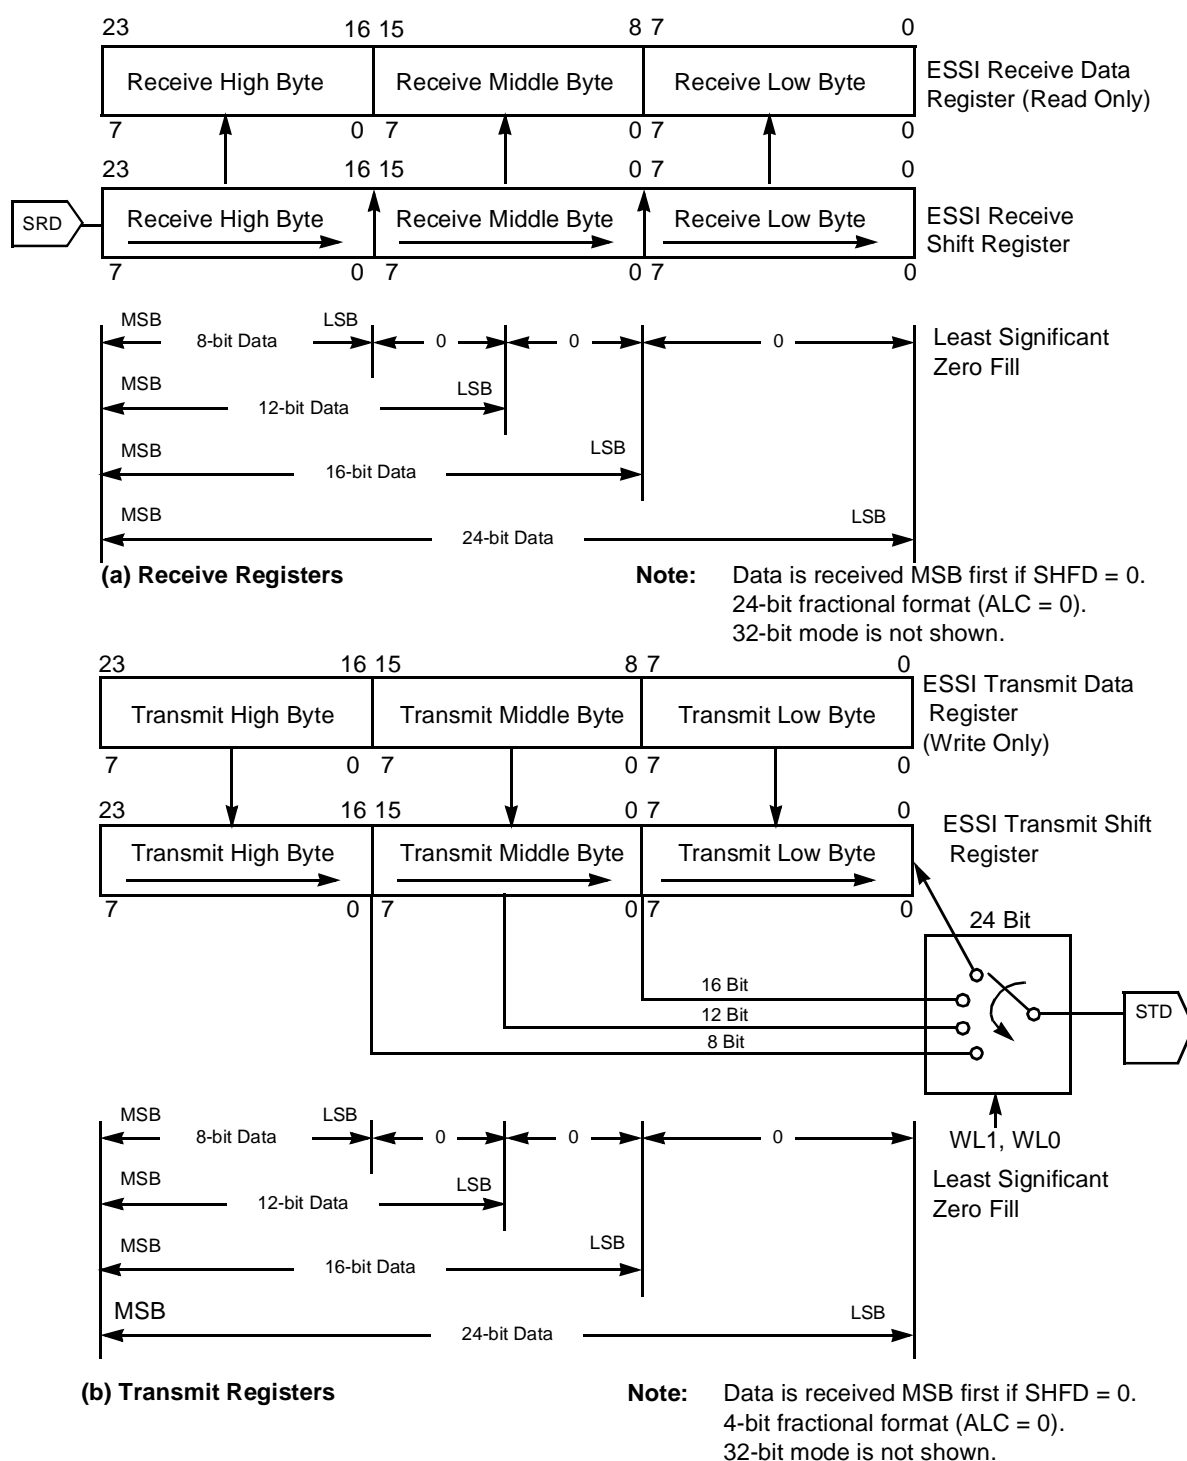 23 16 15 8 7 0
Receive High Byte Receive Middle Byte Receive Low Byte
ESSI Receive Data
Register (Read Only)
7 0 7 0 7 0
23 16 15 0 7 0
SRD
Receive High Byte Receive Middle Byte Receive Low Byte
ESSI Receive
Shift Register
7 0 7 0 7 0
MSB LSB
8-bit Data 0 0 0
Least Significant
Zero Fill
MSB LSB
12-bit Data
MSB LSB
16-bit Data
MSB LSB
24-bit Data
(a) Receive Registers
Note: Data is received MSB first if SHFD = 0.
24-bit fractional format (ALC = 0).
32-bit mode is not shown.
23 16 15 8 7 0
Transmit High Byte Transmit Middle Byte Transmit Low Byte
ESSI Transmit Data
Register
(Write Only)
7 0 7 0 7 0
23 16 15 0 7 0
Transmit High Byte Transmit Middle Byte Transmit Low Byte
ESSI Transmit Shift
Register
7 0 7 0 7 0
24 Bit
16 Bit
12 Bit
8 Bit
STD
WL1, WL0
MSB LSB
8-bit Data 0 0 0
Least Significant
Zero Fill
MSB LSB
12-bit Data
MSB LSB
16-bit Data
MSB LSB
24-bit Data
(b) Transmit Registers
Note: Data is received MSB first if SHFD = 0.
4-bit fractional format (ALC = 0).
32-bit mode is not shown.